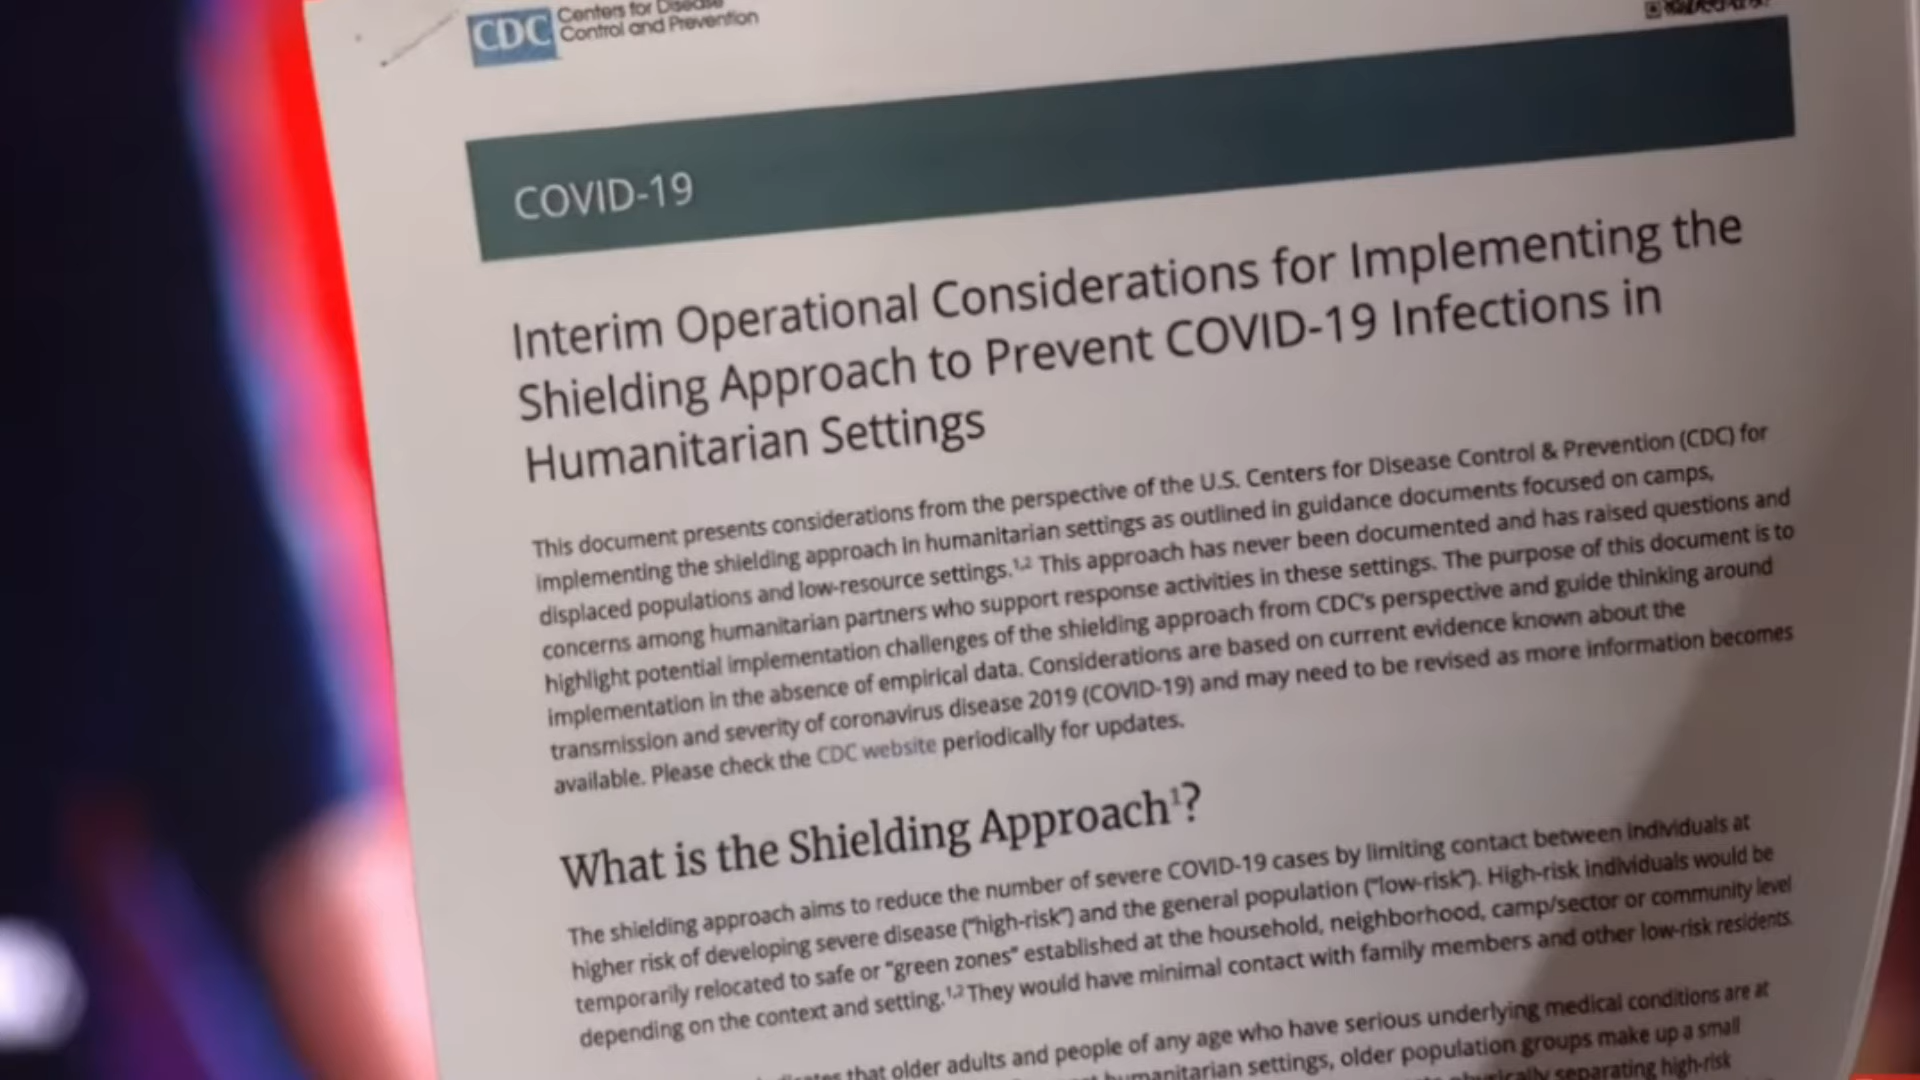 CDC Centers for Disease
Control and Prevention
COVID-19
Interim Operational Considerations for Implementing the
Shielding Approach to Prevent COVID-19 Infections in
Humanitarian Settings
This document presents considerations from the perspective of the U.S. Centers for Disease Control & Prevention (CDC) for
implementing the shielding approach in humanitarian settings as outlined in guidance documents focused on camps,
displaced populations and low-resource settings.¹,² This approach has never been documented and has raised questions and
concerns among humanitarian partners who support response activities in these settings. The purpose of this document is to
highlight potential implementation challenges of the shielding approach from CDC's perspective and guide thinking around
implementation in the absence of empirical data. Considerations are based on current evidence known about the
transmission and severity of coronavirus disease 2019 (COVID-19) and may need to be revised as more information becomes
available. Please check the CDC website periodically for updates.
What is the Shielding Approach¹?
The shielding approach aims to reduce the number of severe COVID-19 cases by limiting contact between individuals at
higher risk of developing severe disease ("high-risk") and the general population ("low-risk"). High-risk individuals would be
temporarily relocated to safe or "green zones" established at the household, neighborhood, camp/sector or community level
depending on the context and setting.¹,² They would have minimal contact with family members and other low-risk residents.
that older adults and people of any age who have serious underlying medical conditions are at
humanitarian settings, older population groups make up a small
physically separating high-risk